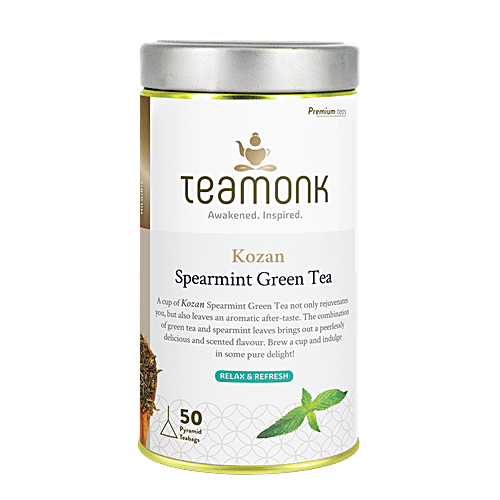 Premium teas
Teamonk
Awakened. Inspired.
Kozan
Spearmint Green Tea
A cup of Kozan Spearmint Green Tea not only rejuvenates
you, but also leaves an aromatic after-taste. The combination
of green tea and spearmint leaves brings out a peerlessly
delicious and scented flavour. Brew a cup and indulge
in some pure delight!
RELAX & REFRESH
50
Pyramid
Teabags